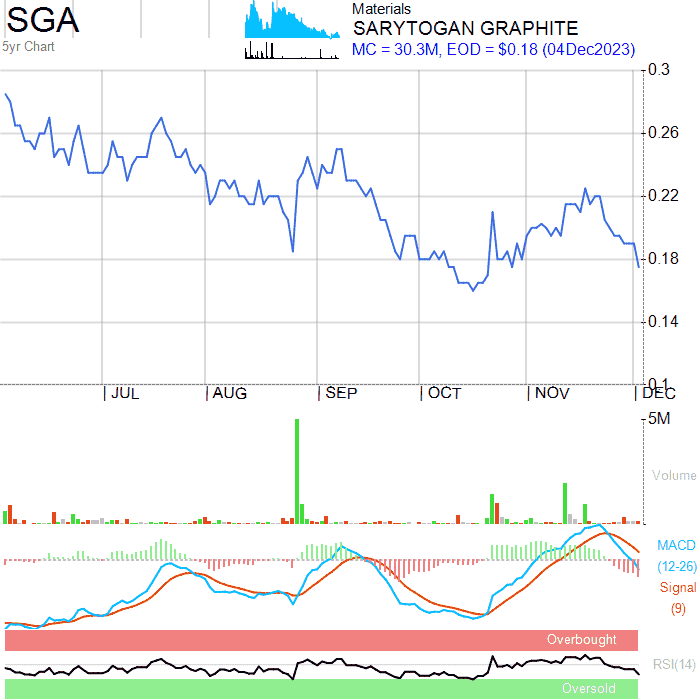 SGA
5yr Chart
Materials
SARYTOGAN GRAPHITE
MC = 30.3M, EOD = $0.18 (04Dec2023)
0.3
0.26
0.22
0.18
0.14
0.1
JUL
AUG
SEP
OCT
NOV
DEC
5M
Volume
MACD
(12-26)
Signal
(9)
Overbought
RSI(14)
Oversold